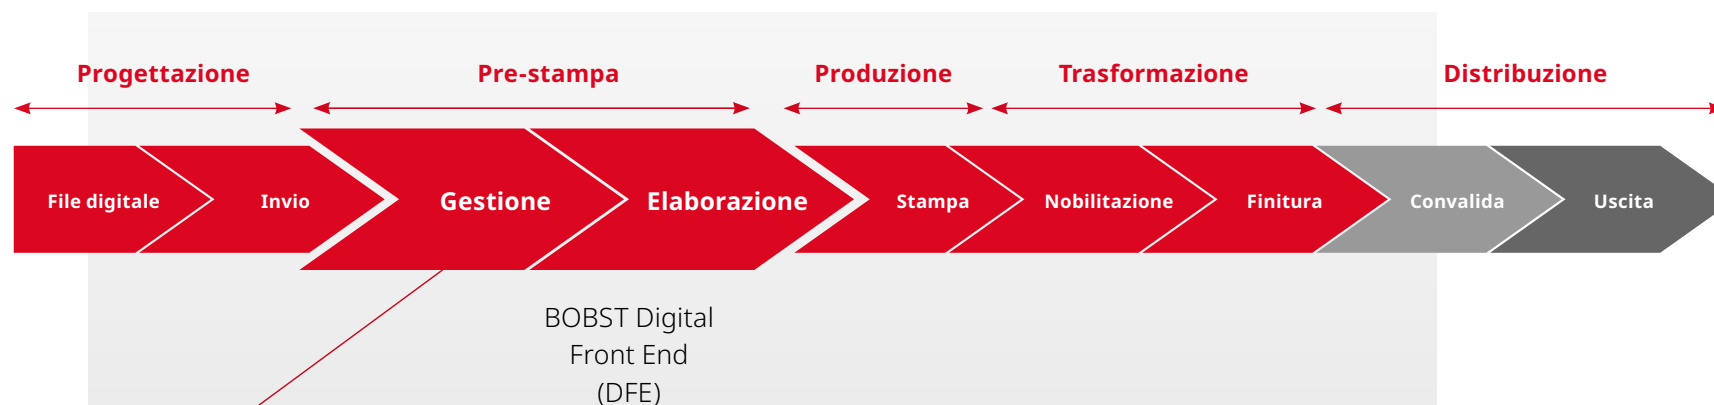 Progettazione
Pre-stampa
Produzione
Trasformazione
Distribuzione
File digitale
Invio
Gestione
Elaborazione
Stampa
Nobilitazione
Finitura
Convalida
Uscita
BOBST Digital
Front End
(DFE)